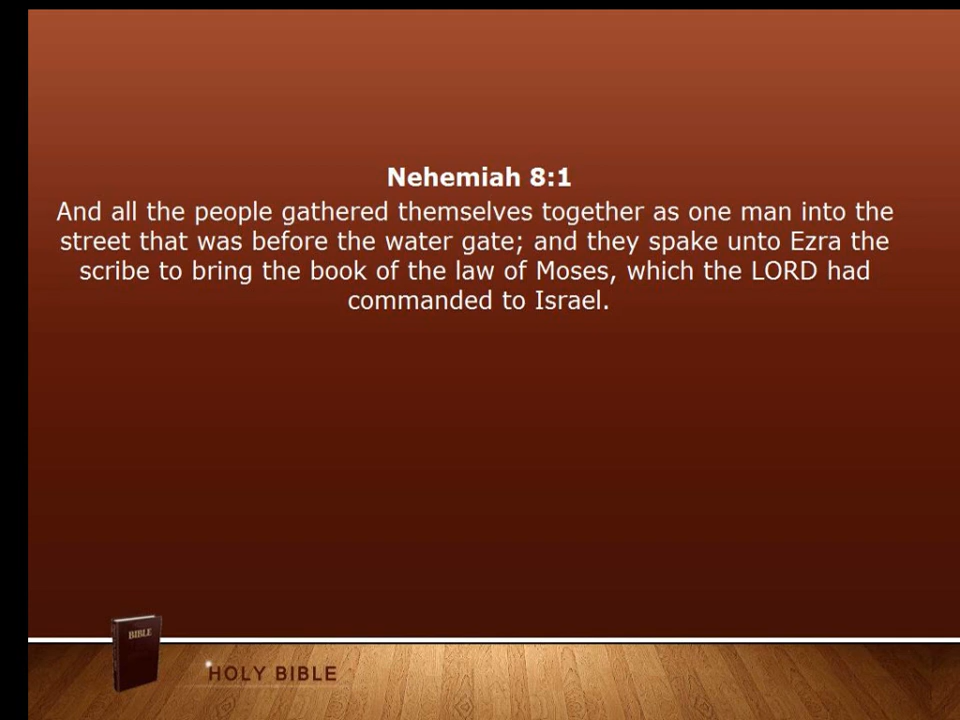 Nehemiah 8:1
And all the people gathered themselves together as one man into the
street that was before the water gate; and they spake unto Ezra the
scribe to bring the book of the law of Moses, which the LORD had
commanded to Israel.
BIBLE
HOLY BIBLE